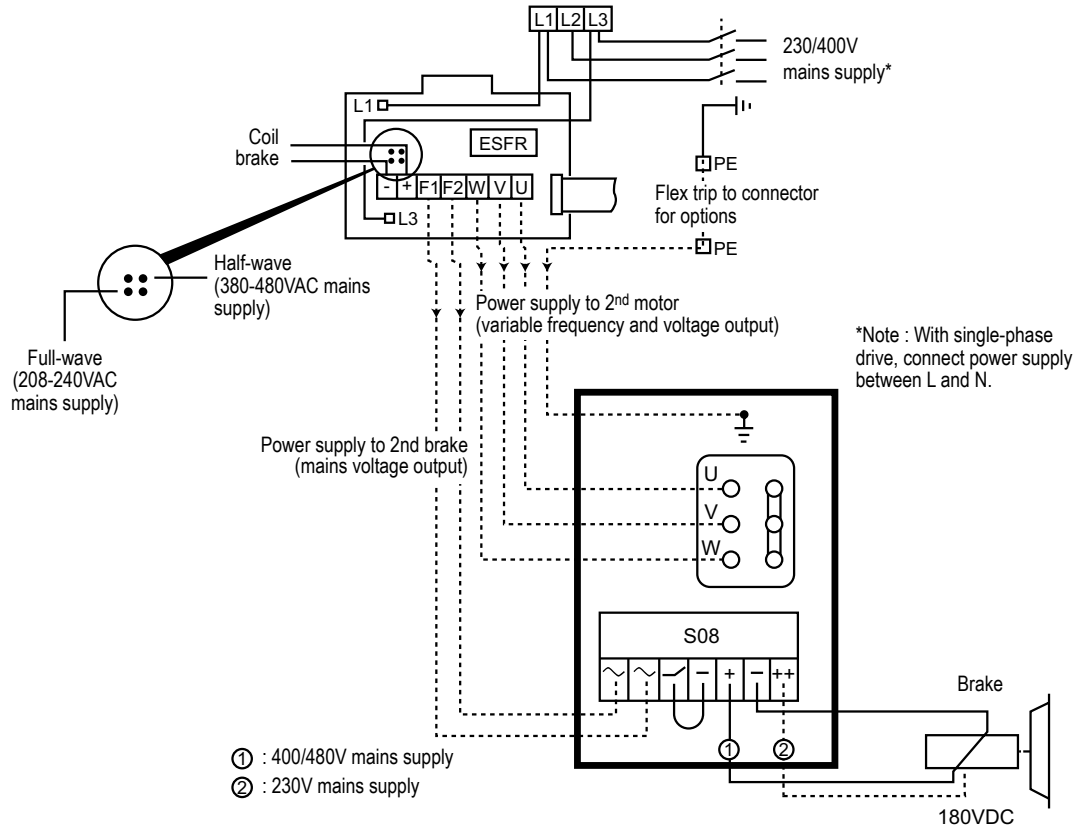 L1 L2 L3
230/400V
mains supply*
L1
Coil
brake
ESFR
PE
- + F1 F2 W V U
Flex trip to connector
for options
L3
PE
Half-wave
(380-480VAC mains
supply)
Power supply to 2nd motor
(variable frequency and voltage output)
Full-wave
(208-240VAC
mains supply)
*Note : With single-phase
drive, connect power supply
between L and N.
Power supply to 2nd brake
(mains voltage output)
U
V
W
S08
+ − ++
Brake
1 2
① : 400/480V mains supply
② : 230V mains supply
180VDC